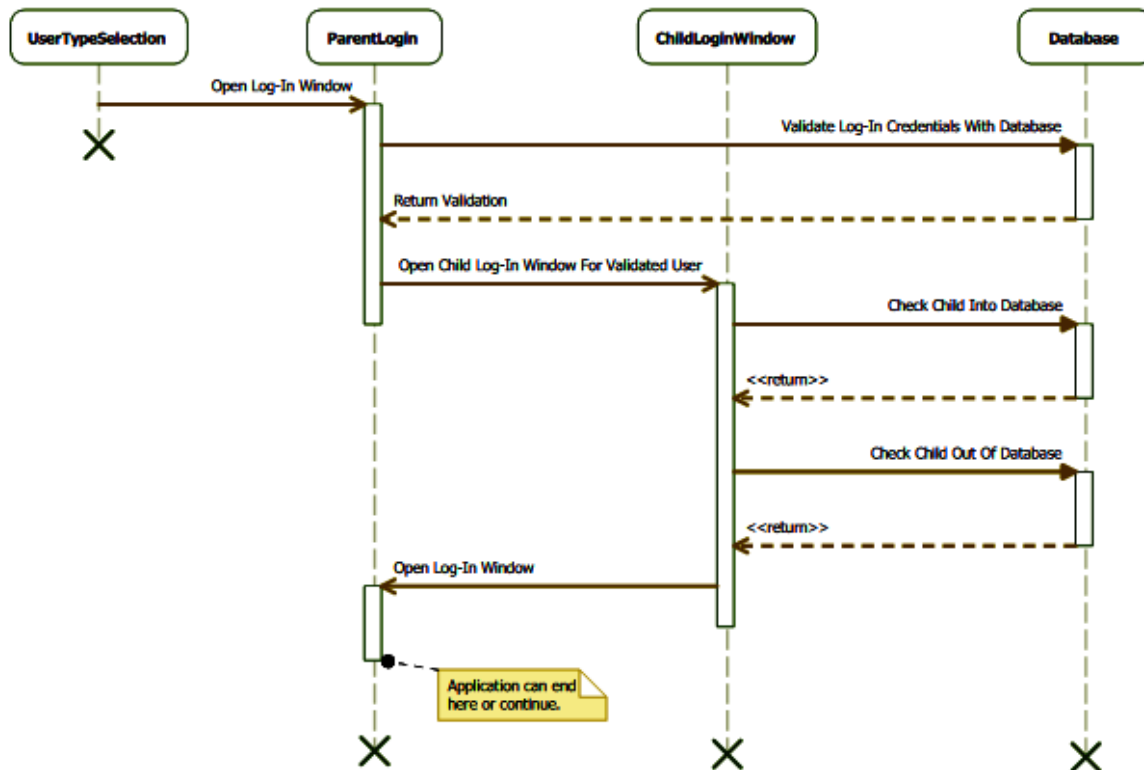 UserTypeSelection
ParentLogin
ChildLoginWindow
Database
Open Log-In Window
Validate Log-In Credentials With Database
Return Validation
Open Child Log-In Window For Validated User
Check Child Into Database
<<return>>
Check Child Out Of Database
<<return>>
Open Log-In Window
Application can end
here or continue.